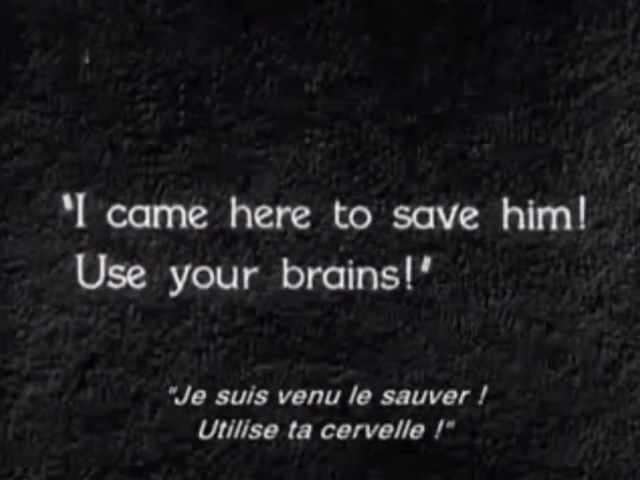 "I came here to save him!
Use your brains!"
"Je suis venu le sauver !
Utilise ta cervelle !"